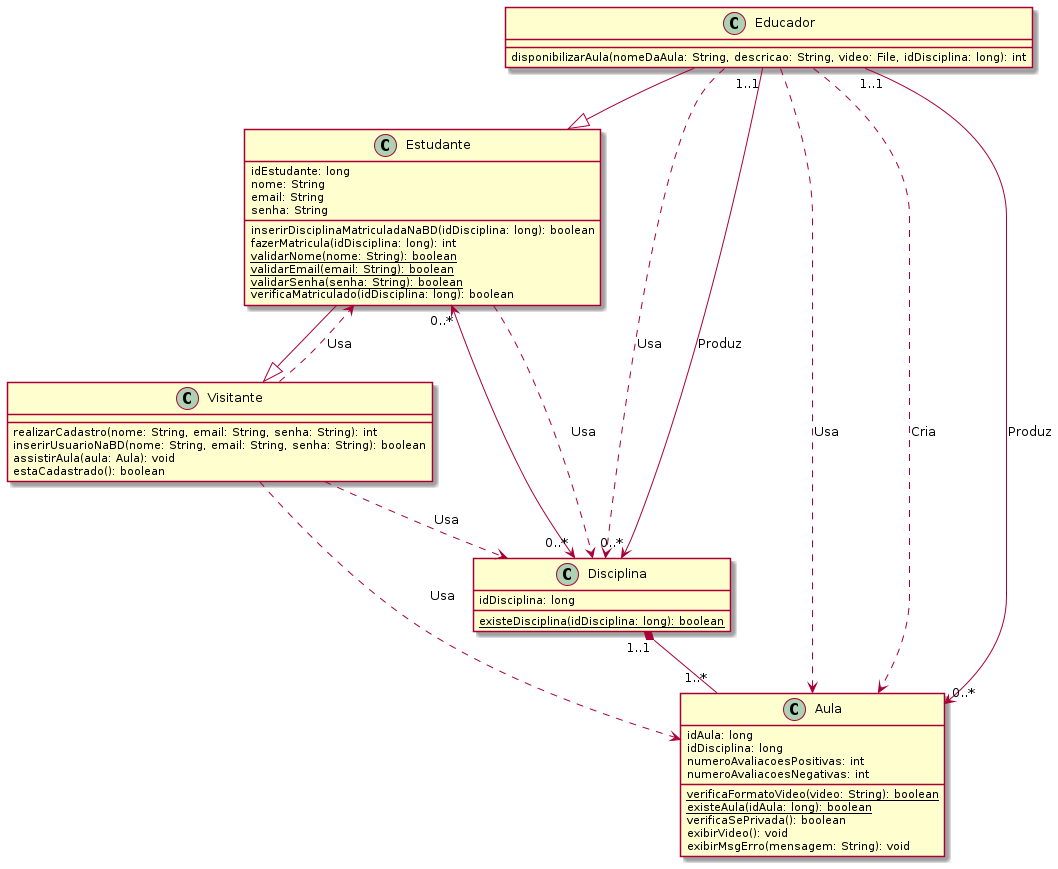 C Educador
disponibilizarAula(nomeDaAula: String, descricao: String, video: File, idDisciplina: long): int
1..1
1..1
C Estudante
idEstudante: long
nome: String
email: String
senha: String
inserirDisciplinaMatriculadaNaBD(idDisciplina: long): boolean
fazerMatricula(idDisciplina: long): int
validarNome(nome: String): boolean
validarEmail(email: String): boolean
validarSenha(senha: String): boolean
verificaMatriculado(idDisciplina: long): boolean
0..*
Usa
Usa
Produz
C Visitante
realizarCadastro(nome: String, email: String, senha: String): int
inserirUsuarioNaBD(nome: String, email: String, senha: String): boolean
assistirAula(aula: Aula): void
estaCadastrado(): boolean
Usa
Usa
Cria
Produz
Usa
0..*
0..*
C Disciplina
idDisciplina: long
existeDisciplina(idDisciplina: long): boolean
Usa
1..1
1..*
0..*
C Aula
idAula: long
idDisciplina: long
numeroAvaliacoesPositivas: int
numeroAvaliacoesNegativas: int
verificaFormatoVideo(video: String): boolean
existeAula(idAula: long): boolean
verificaSePrivada(): boolean
exibirVideo(): void
exibirMsgErro(mensagem: String): void